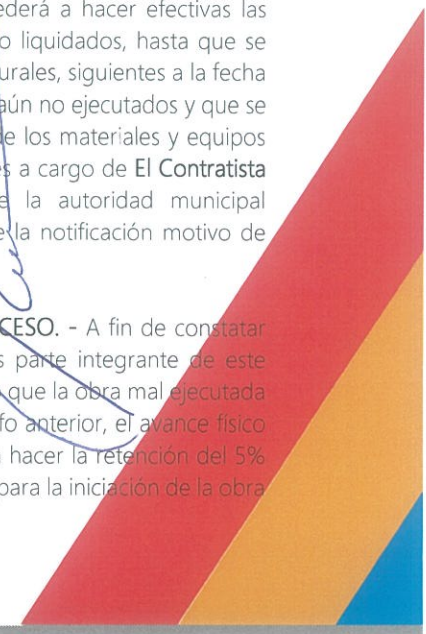 ederá a hacer efectivas las
o liquidados, hasta que se
urales, siguientes a la fecha
aún no ejecutados y que se
de los materiales y equipos
s a cargo de El Contratista
la autoridad municipal
la notificación motivo de
CESO. - A fin de constatar
s parte integrante de este
que la obra mal ejecutada
fo anterior, el avance físico
hacer la retención del 5%
para la iniciación de la obra